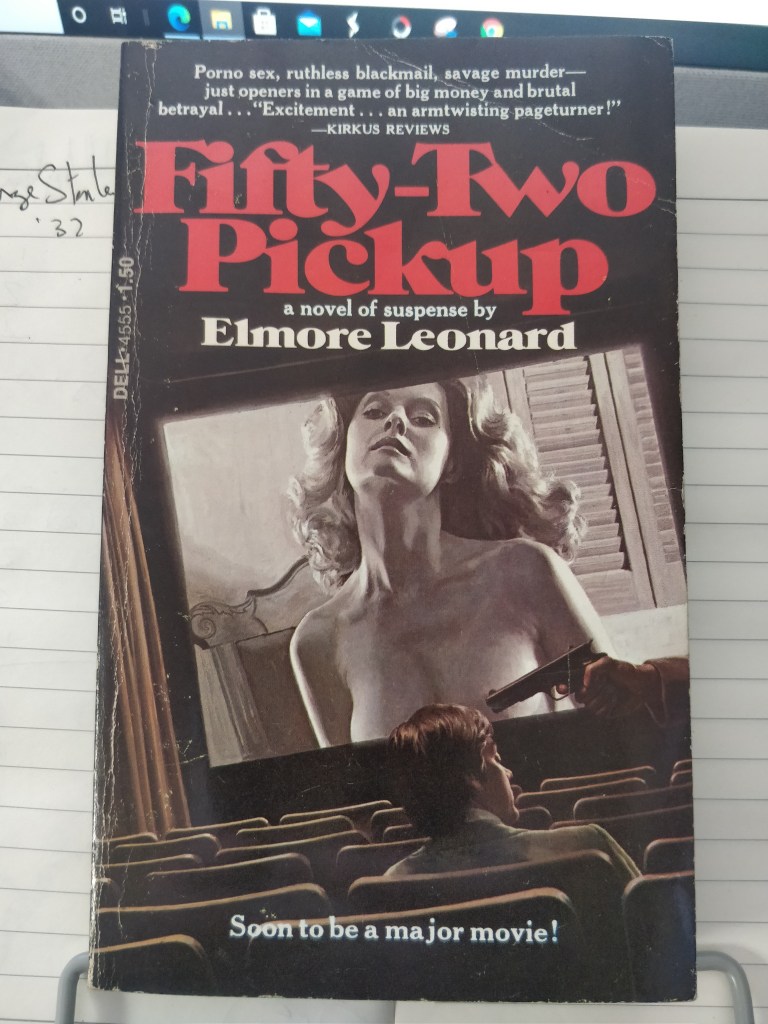 Porno sex, ruthless blackmail, savage murder—
just openers in a game of big money and brutal
betrayal . . . “Excitement . . . an armtwisting pageturner!”
—KIRKUS REVIEWS
Fifty-Two
Pickup
a novel of suspense by
Elmore Leonard
DELL • 4555 • 1.50
Soon to be a major movie!
'32